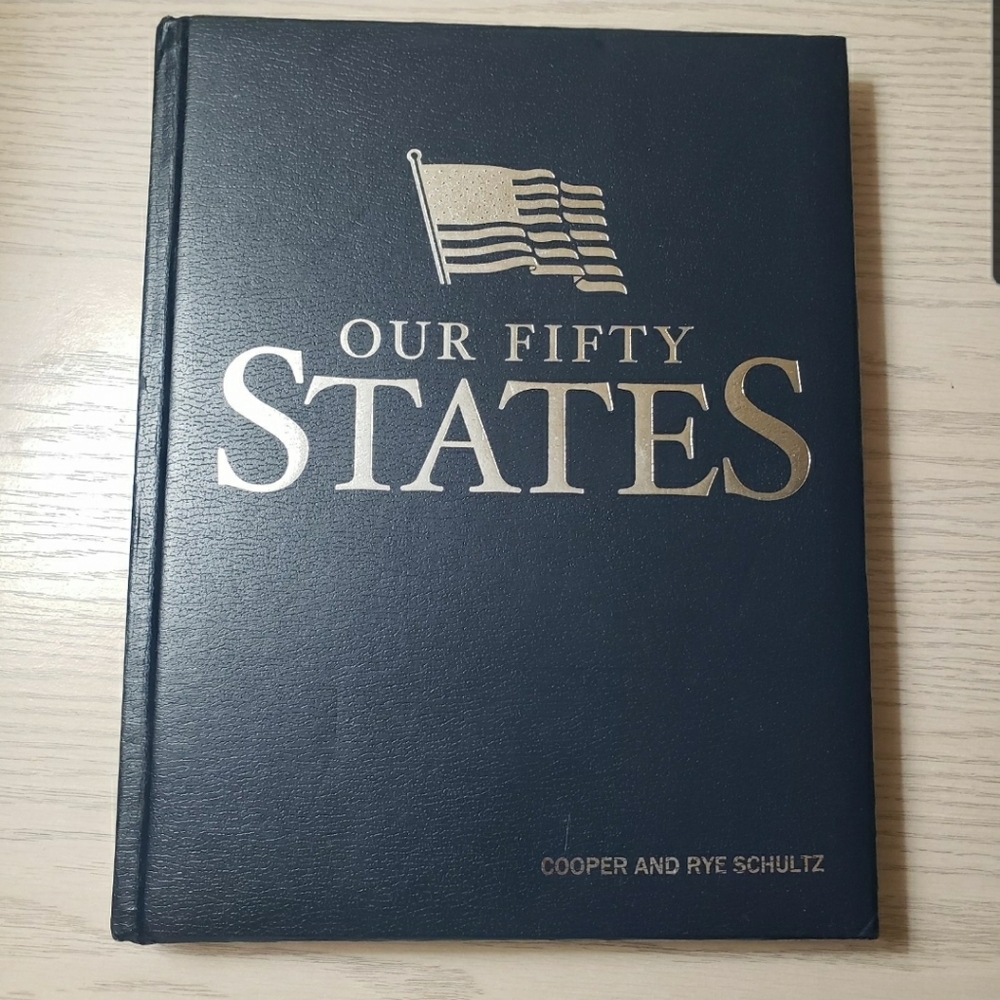 OUR FIFTY
STATES
COOPER AND RYE SCHULTZ